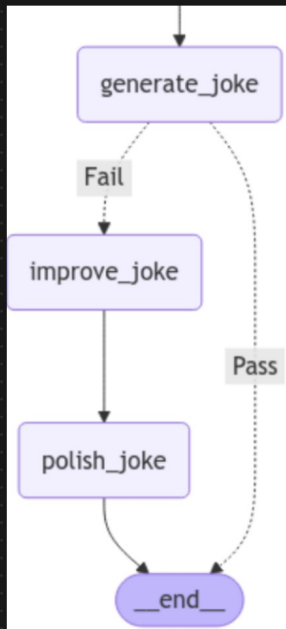 generate_joke
Fail
improve_joke
Pass
polish_joke
__end__